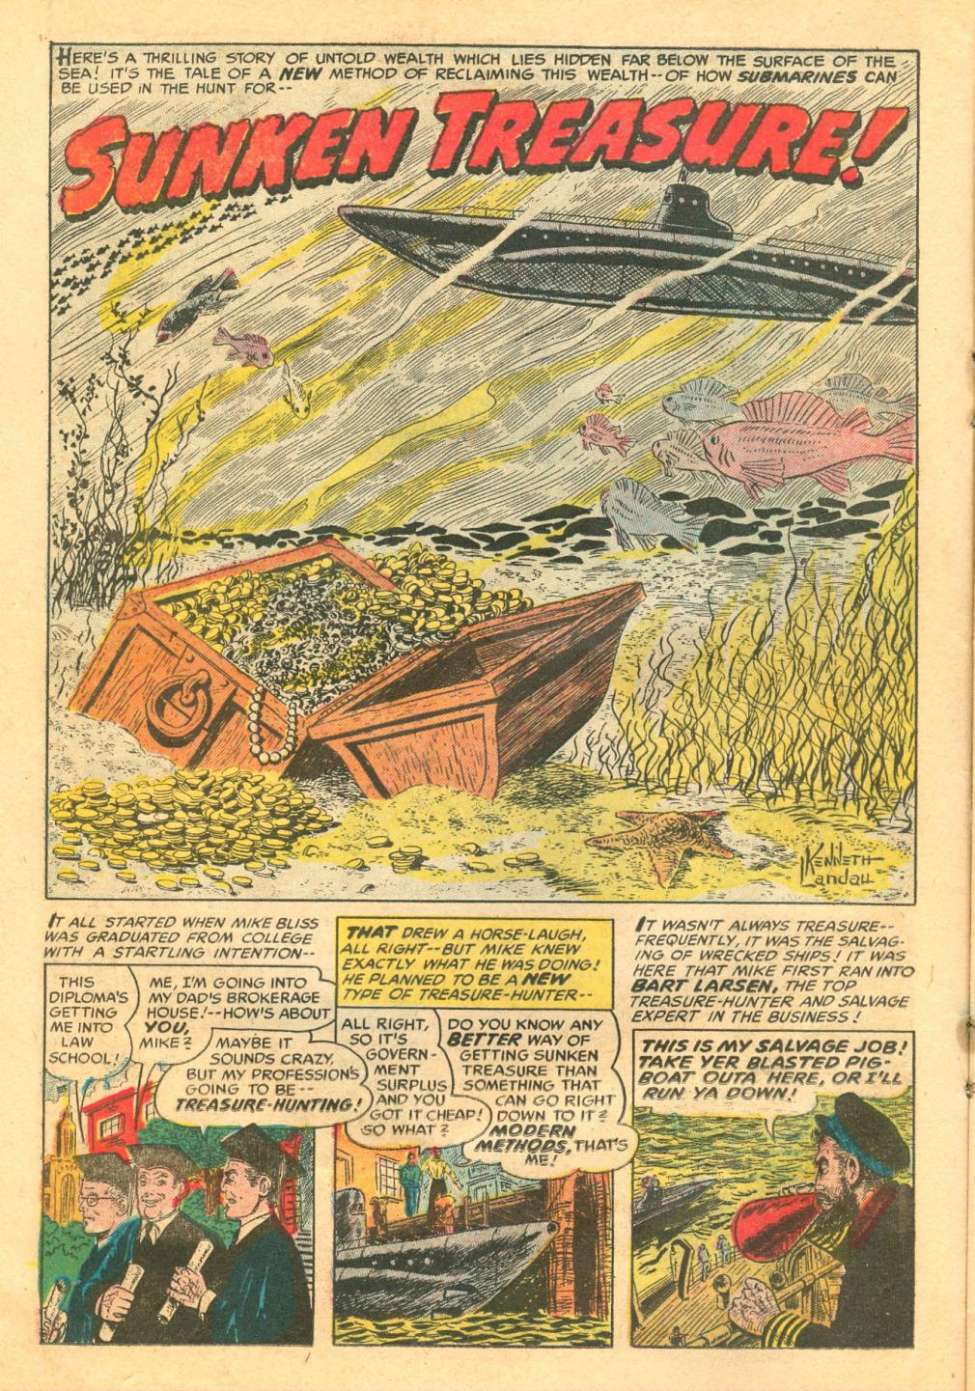 HERE'S A THRILLING STORY OF UNTOLD WEALTH WHICH LIES HIDDEN FAR BELOW THE SURFACE OF THE
SEA! IT'S THE TALE OF A NEW METHOD OF RECLAIMING THIS WEALTH--OF HOW SUBMARINES CAN
BE USED IN THE HUNT FOR--
SUNKEN TREASURE!
KENNETH
Landau
IT ALL STARTED WHEN MIKE BLISS
WAS GRADUATED FROM COLLEGE
WITH A STARTLING INTENTION--
THIS
DIPLOMA'S
GETTING
ME INTO
LAW
SCHOOL!
ME, I'M GOING INTO
MY DAD'S BROKERAGE
HOUSE!--HOW'S ABOUT
YOU,
MIKE?
MAYBE IT
SOUNDS CRAZY,
BUT MY PROFESSION'S
GOING TO BE--
TREASURE-HUNTING!
THAT DREW A HORSE-LAUGH,
ALL RIGHT--BUT MIKE KNEW
EXACTLY WHAT HE WAS DOING!
HE PLANNED TO BE A NEW
TYPE OF TREASURE-HUNTER--
ALL RIGHT,
SO IT'S
GOVERN-
MENT
SURPLUS
AND YOU
GOT IT CHEAP!
SO WHAT?
DO YOU KNOW ANY
BETTER WAY OF
GETTING SUNKEN
TREASURE THAN
SOMETHING THAT
CAN GO RIGHT
DOWN TO IT?
MODERN
METHODS, THAT'S
ME!
IT WASN'T ALWAYS TREASURE--
FREQUENTLY, IT WAS THE SALVAG-
ING OF WRECKED SHIPS! IT WAS
HERE THAT MIKE FIRST RAN INTO
BART LARSEN, THE TOP
TREASURE-HUNTER AND SALVAGE
EXPERT IN THE BUSINESS!
THIS IS MY SALVAGE JOB!
TAKE YER BLASTED PIG-
BOAT OUTA HERE, OR I'LL
RUN YA DOWN!